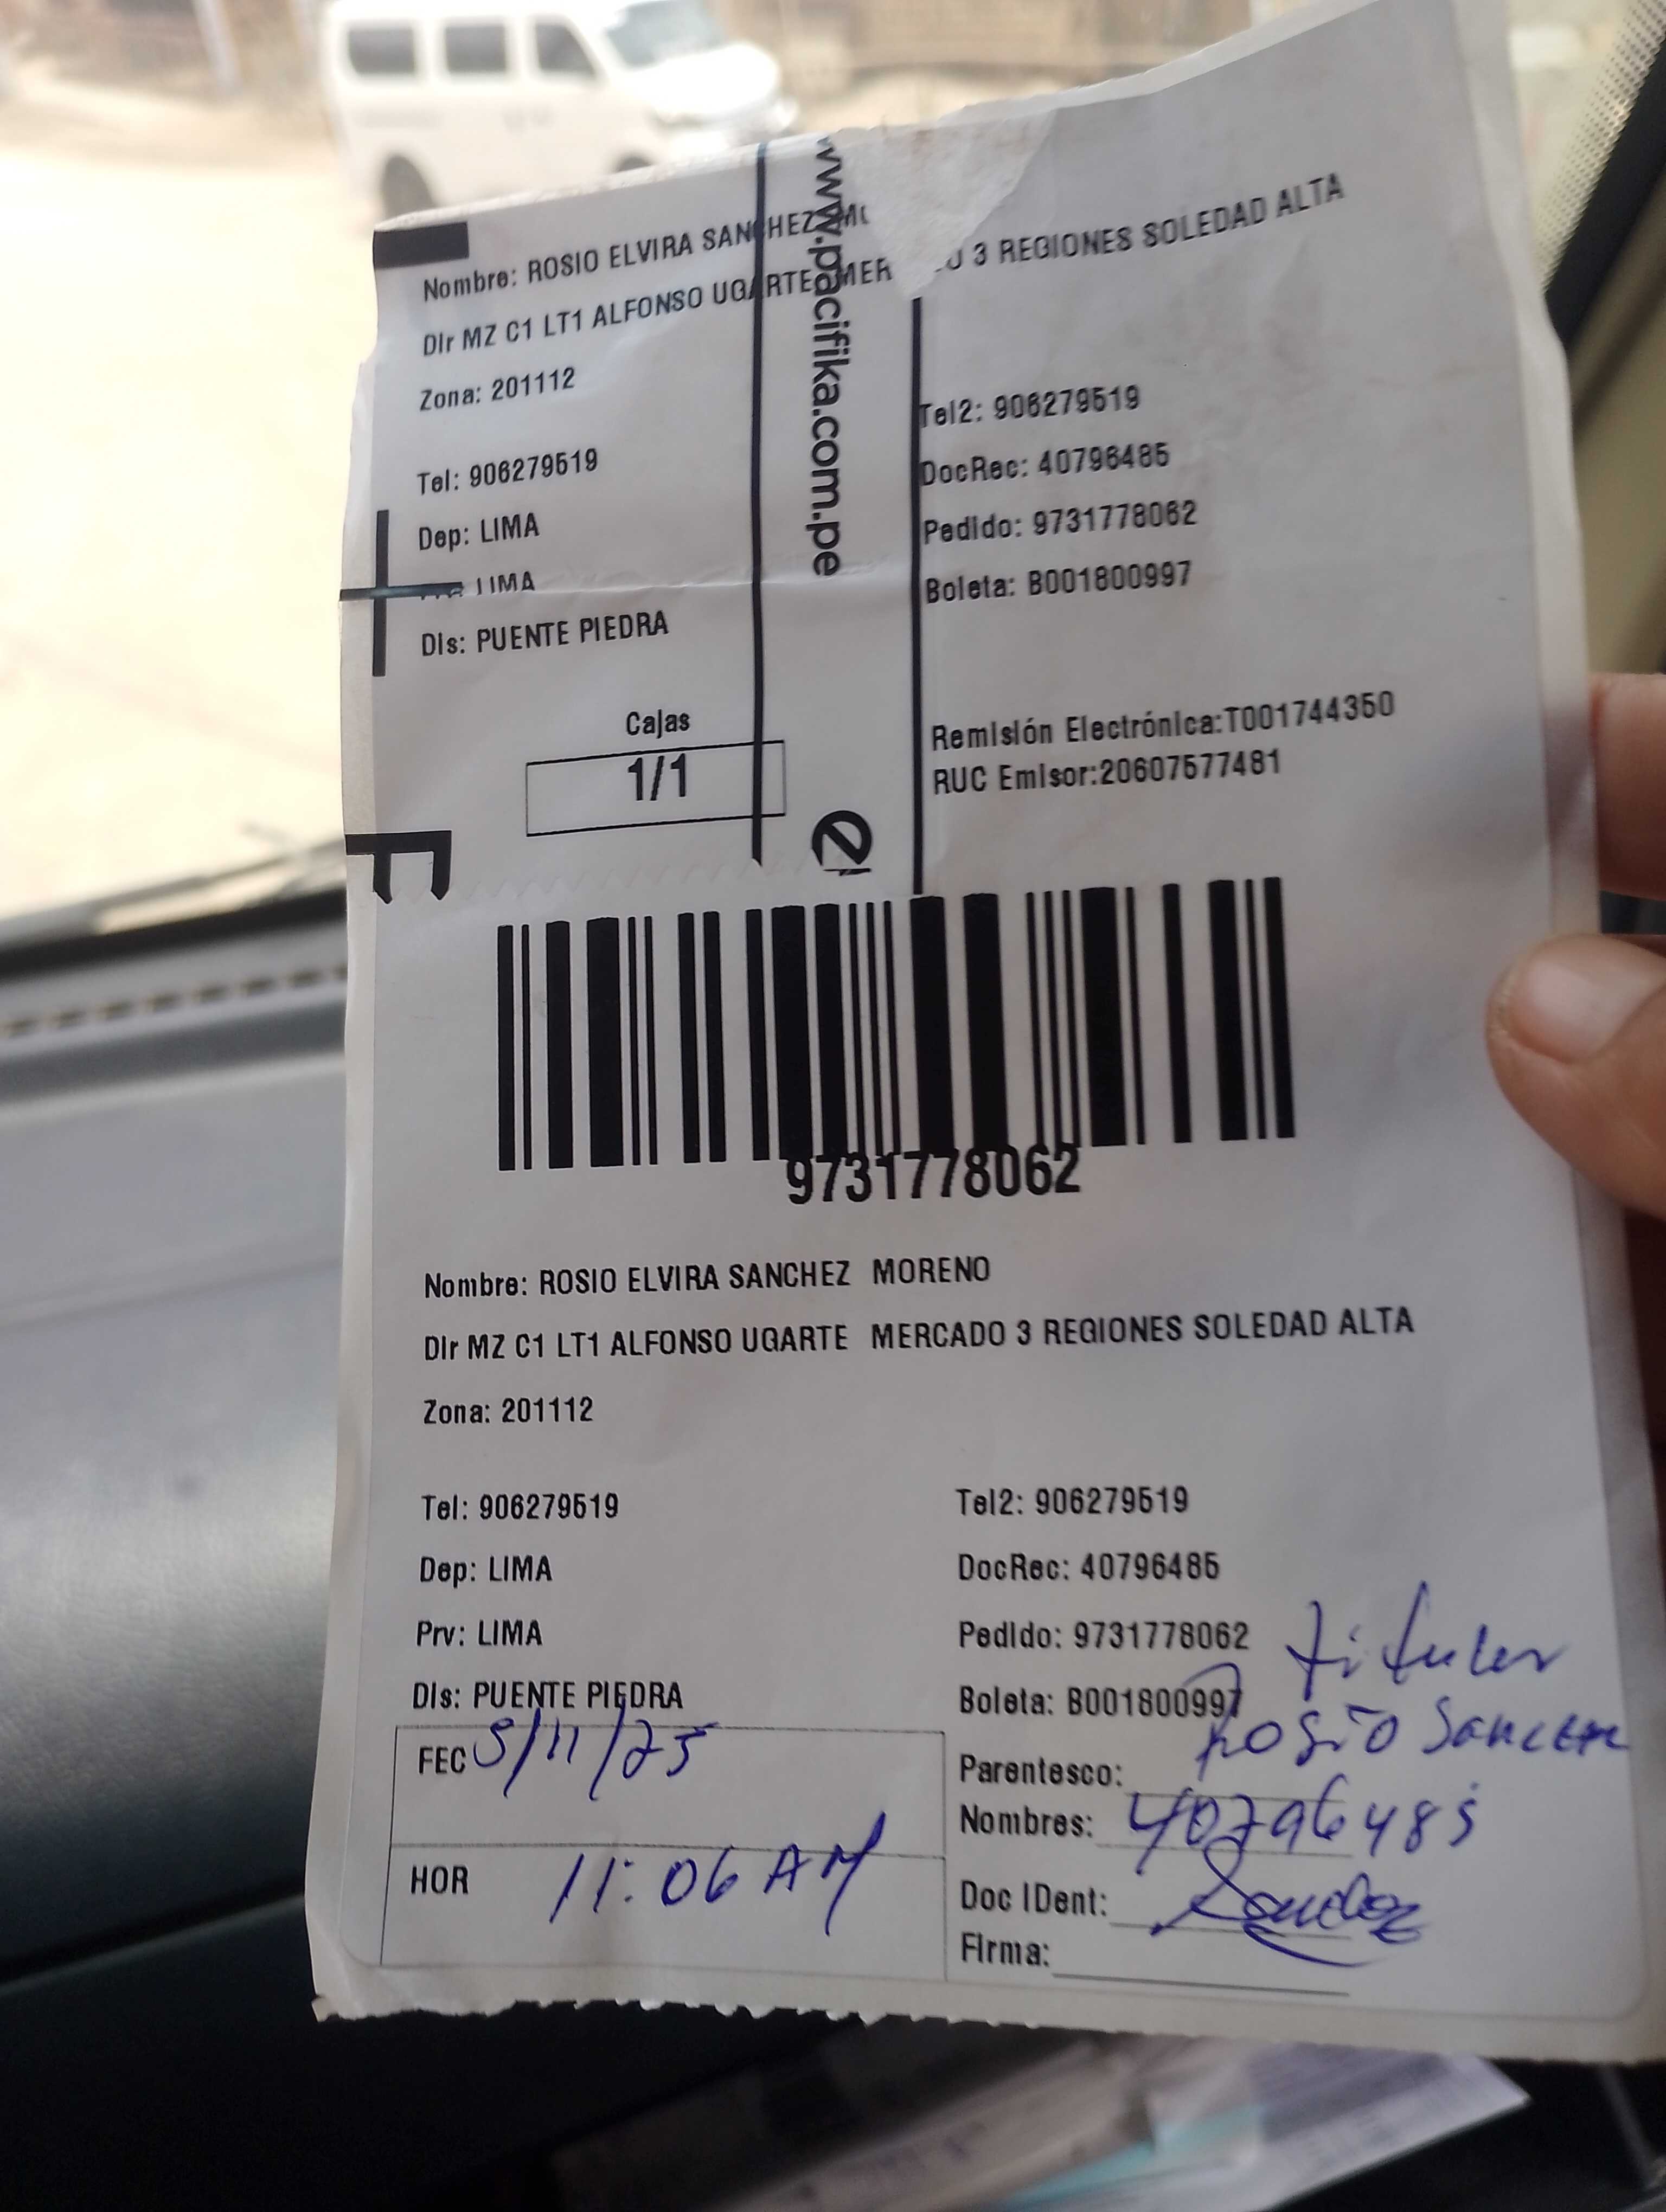 Nombre: ROSIO ELVIRA SANCHEZ
Dir MZ C1 LT1 ALFONSO UGARTE 3 REGIONES SOLEDAD ALTA
Zona: 201112
www.pacifika.com.pe
Tel: 906279519
Tel2: 906279519
DocRec: 40796485
Dep: LIMA
Pedido: 9731778062
LIMA
Boleta: B001800997
Dis: PUENTE PIEDRA
Cajas
1/1
Remisión Electrónica:T001744350
RUC Emisor:20607577481
9731778062
Nombre: ROSIO ELVIRA SANCHEZ MORENO
Dir MZ C1 LT1 ALFONSO UGARTE MERCADO 3 REGIONES SOLEDAD ALTA
Zona: 201112
Tel: 906279519
Tel2: 906279519
Dep: LIMA
DocRec: 40796485
Prv: LIMA
Pedido: 9731778062
titular
Dis: PUENTE PIEDRA
Boleta: B001800997
FEC 5/11/25
Parentesco: Rosio Sanchez
Nombres: 40796485
HOR 11:06 AM
Doc IDent: Sanchez
Firma: